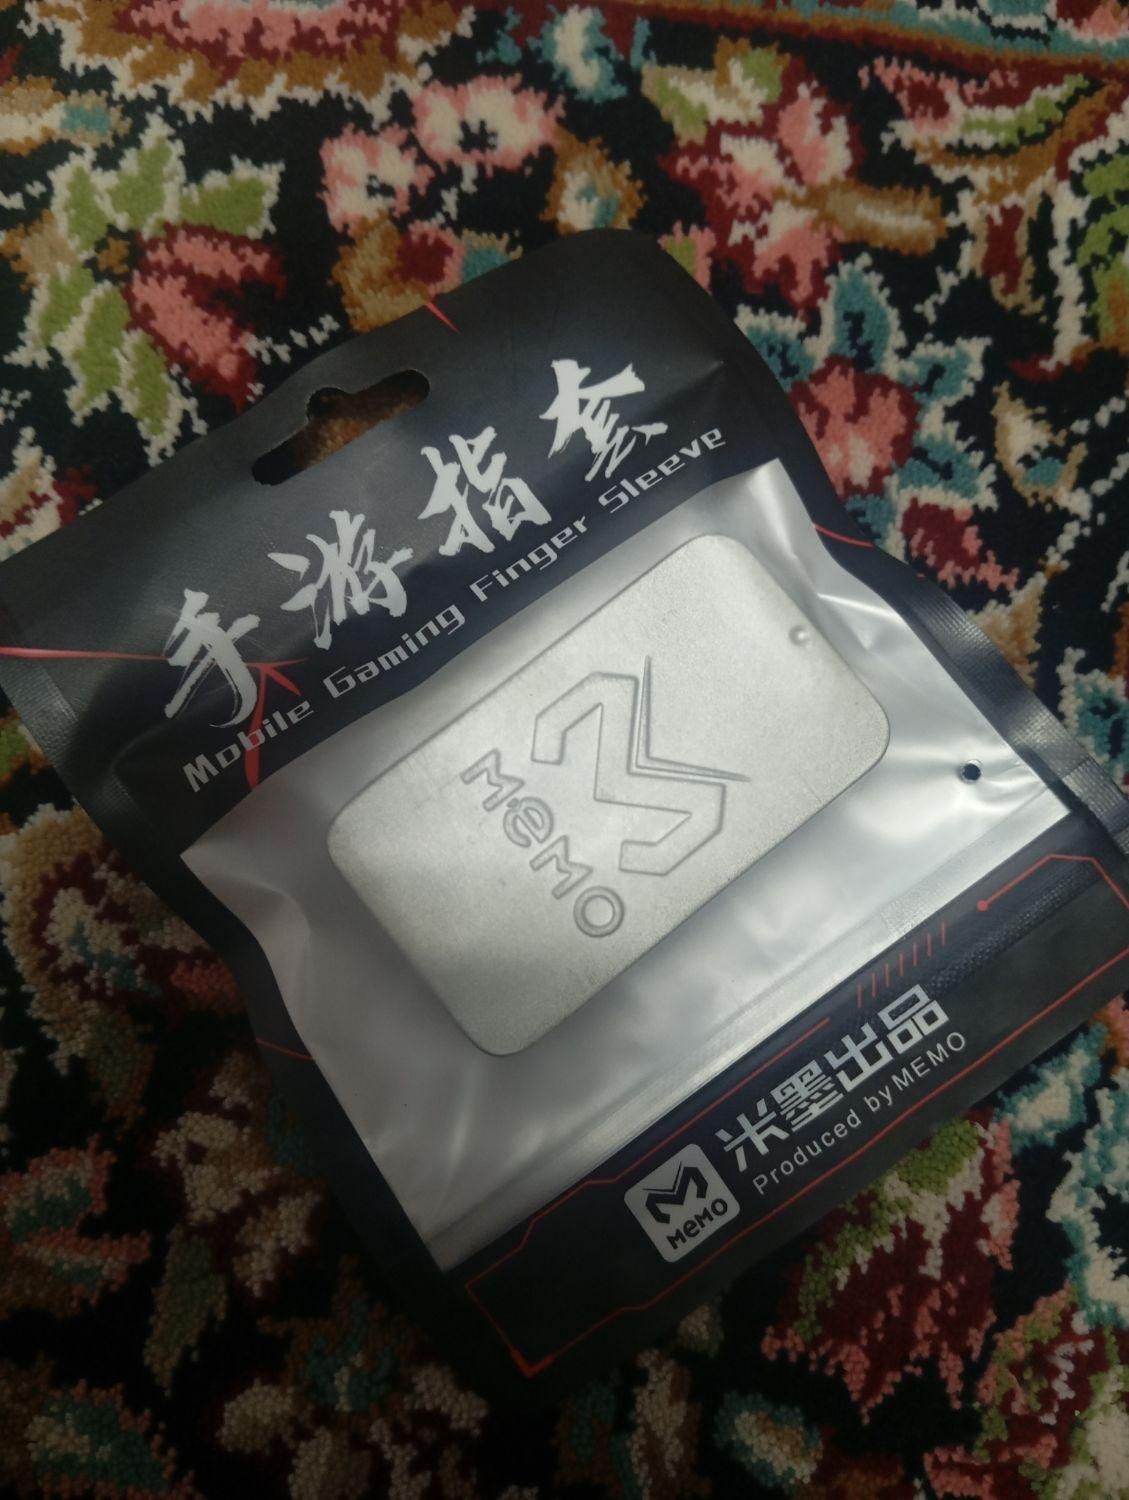 手游指套
Mobile Gaming Finger Sleeve
MeMO
米墨出品
Produced by MEMO
MeMO